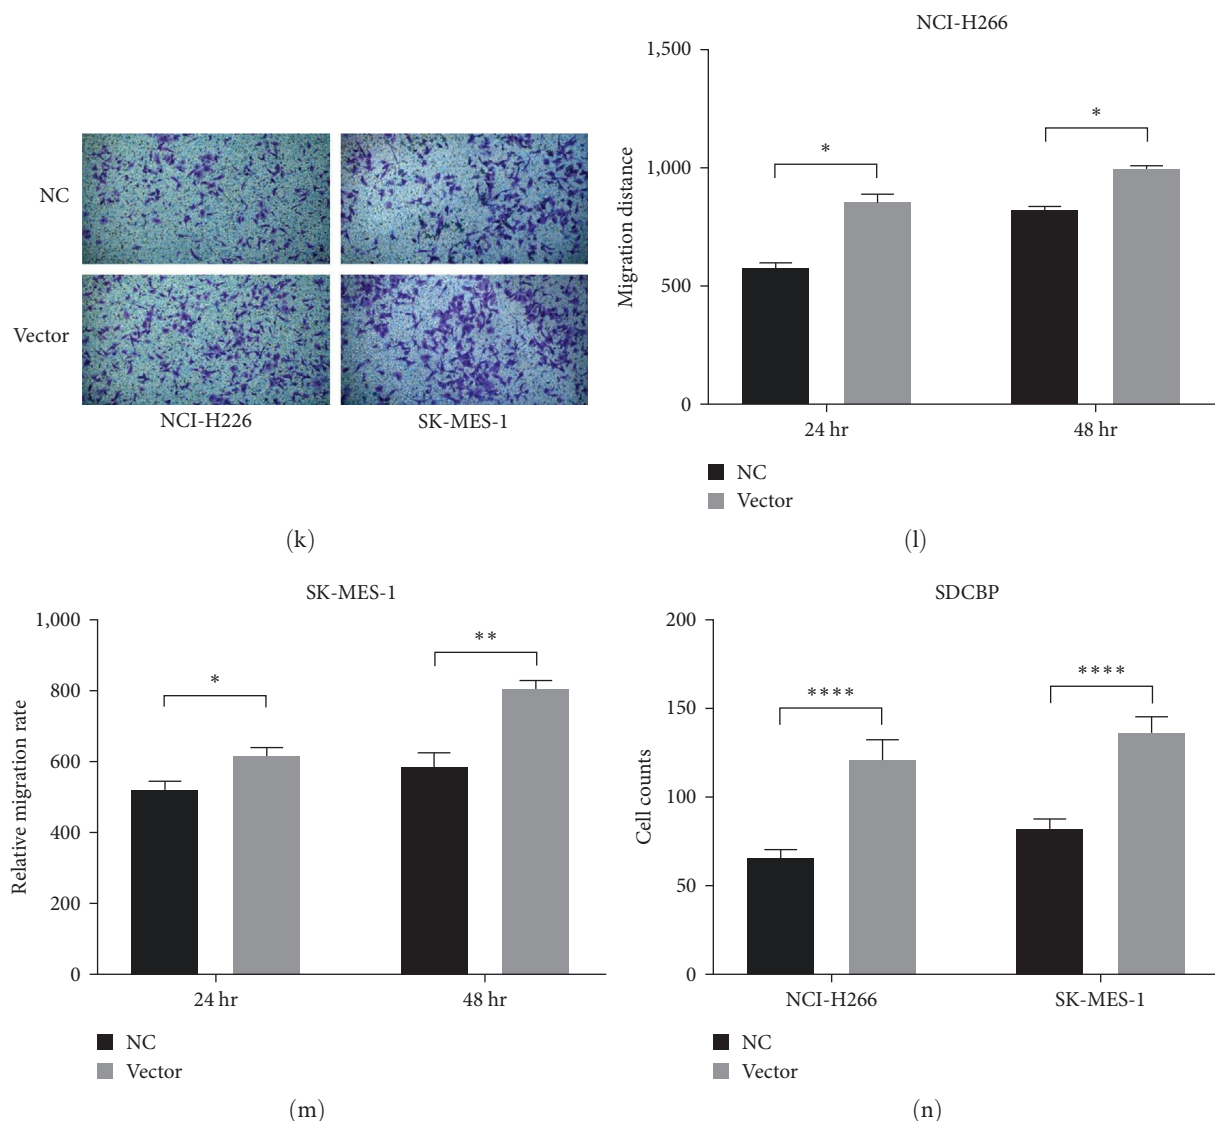 NC
Vector
NCI-H226
SK-MES-1
(k)
NCI-H266
1,500
1,000
500
0
Migration distance
*
*
24 hr
48 hr
NC
Vector
(l)
SK-MES-1
1,000
800
600
400
200
0
Relative migration rate
*
**
24 hr
48 hr
NC
Vector
(m)
SDCBP
200
150
100
50
0
Cell counts
****
****
NCI-H266
SK-MES-1
NC
Vector
(n)